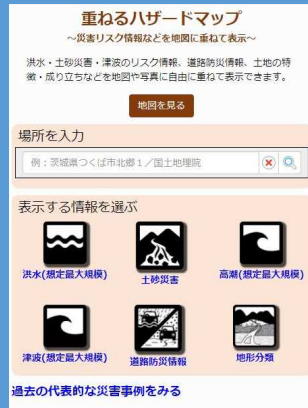 重ねるハザードマップ
～災害リスク情報などを地図に重ねて表示～
洪水・土砂災害・津波のリスク情報、道路防災情報、土地の特
徴・成り立ちなどを地図や写真に自由に重ねて表示できます。
地図を見る
場所を入力
例：茨城県つくば市北郷１／国土地理院
表示する情報を選ぶ
洪水(想定最大規模)
土砂災害
高潮(想定最大規模)
津波(想定最大規模)
道路防災情報
地形分類
過去の代表的な災害事例をみる